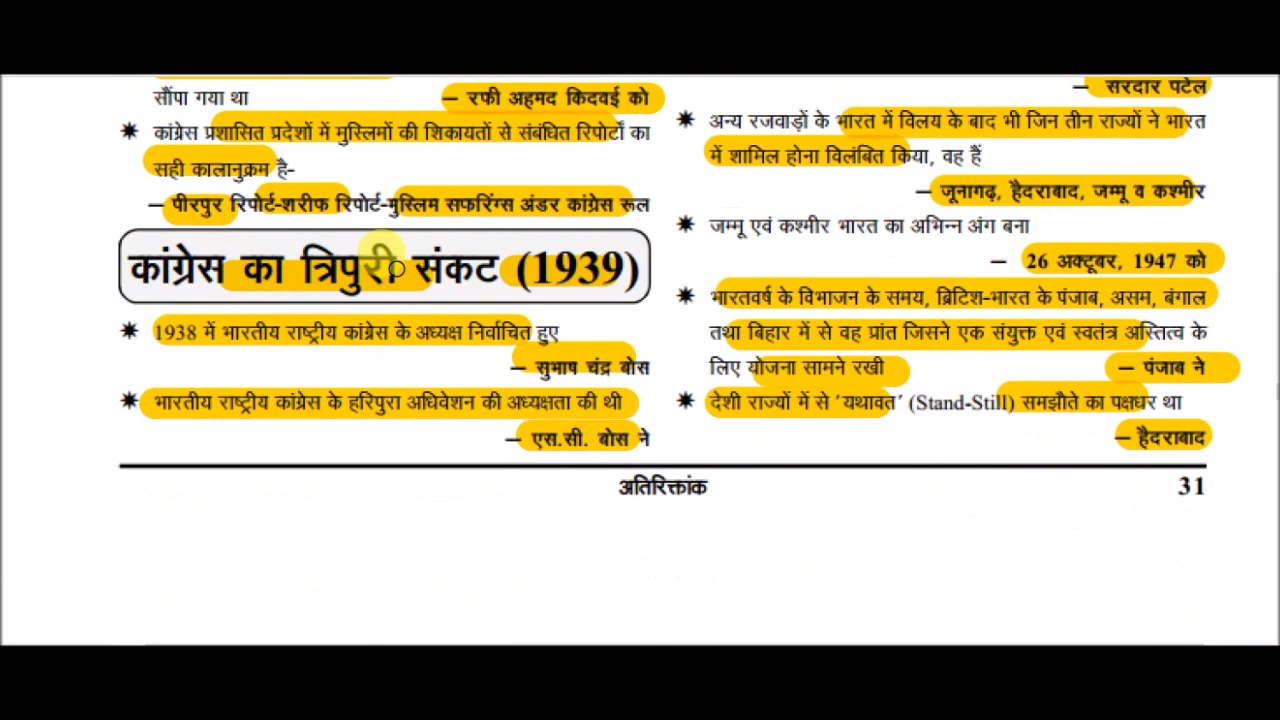 सौंपा गया था
— रफी अहमद किदवई को
✷ कांग्रेस प्रशासित प्रदेशों में मुस्लिमों की शिकायतों से संबंधित रिपोर्टों का
सही कालानुक्रम है-
— पीरपुर रिपोर्ट-शरीफ रिपोर्ट-मुस्लिम सफरिंग्स अंडर कांग्रेस रूल
कांग्रेस का त्रिपुरी संकट (1939)
✷ 1938 में भारतीय राष्ट्रीय कांग्रेस के अध्यक्ष निर्वाचित हुए
— सुभाष चंद्र बोस
✷ भारतीय राष्ट्रीय कांग्रेस के हरिपुरा अधिवेशन की अध्यक्षता की थी
— एस.सी. बोस ने
— सरदार पटेल
✷ अन्य रजवाड़ों के भारत में विलय के बाद भी जिन तीन राज्यों ने भारत
में शामिल होना विलंबित किया, वह हैं
— जूनागढ़, हैदराबाद, जम्मू व कश्मीर
✷ जम्मू एवं कश्मीर भारत का अभिन्न अंग बना
— 26 अक्टूबर, 1947 को
✷ भारतवर्ष के विभाजन के समय, ब्रिटिश-भारत के पंजाब, असम, बंगाल
तथा बिहार में से वह प्रांत जिसने एक संयुक्त एवं स्वतंत्र अस्तित्व के
लिए योजना सामने रखी
— पंजाब ने
✷ देशी राज्यों में से 'यथावत' (Stand-Still) समझौते का पक्षधर था
— हैदराबाद
अतिरिक्तांक
31